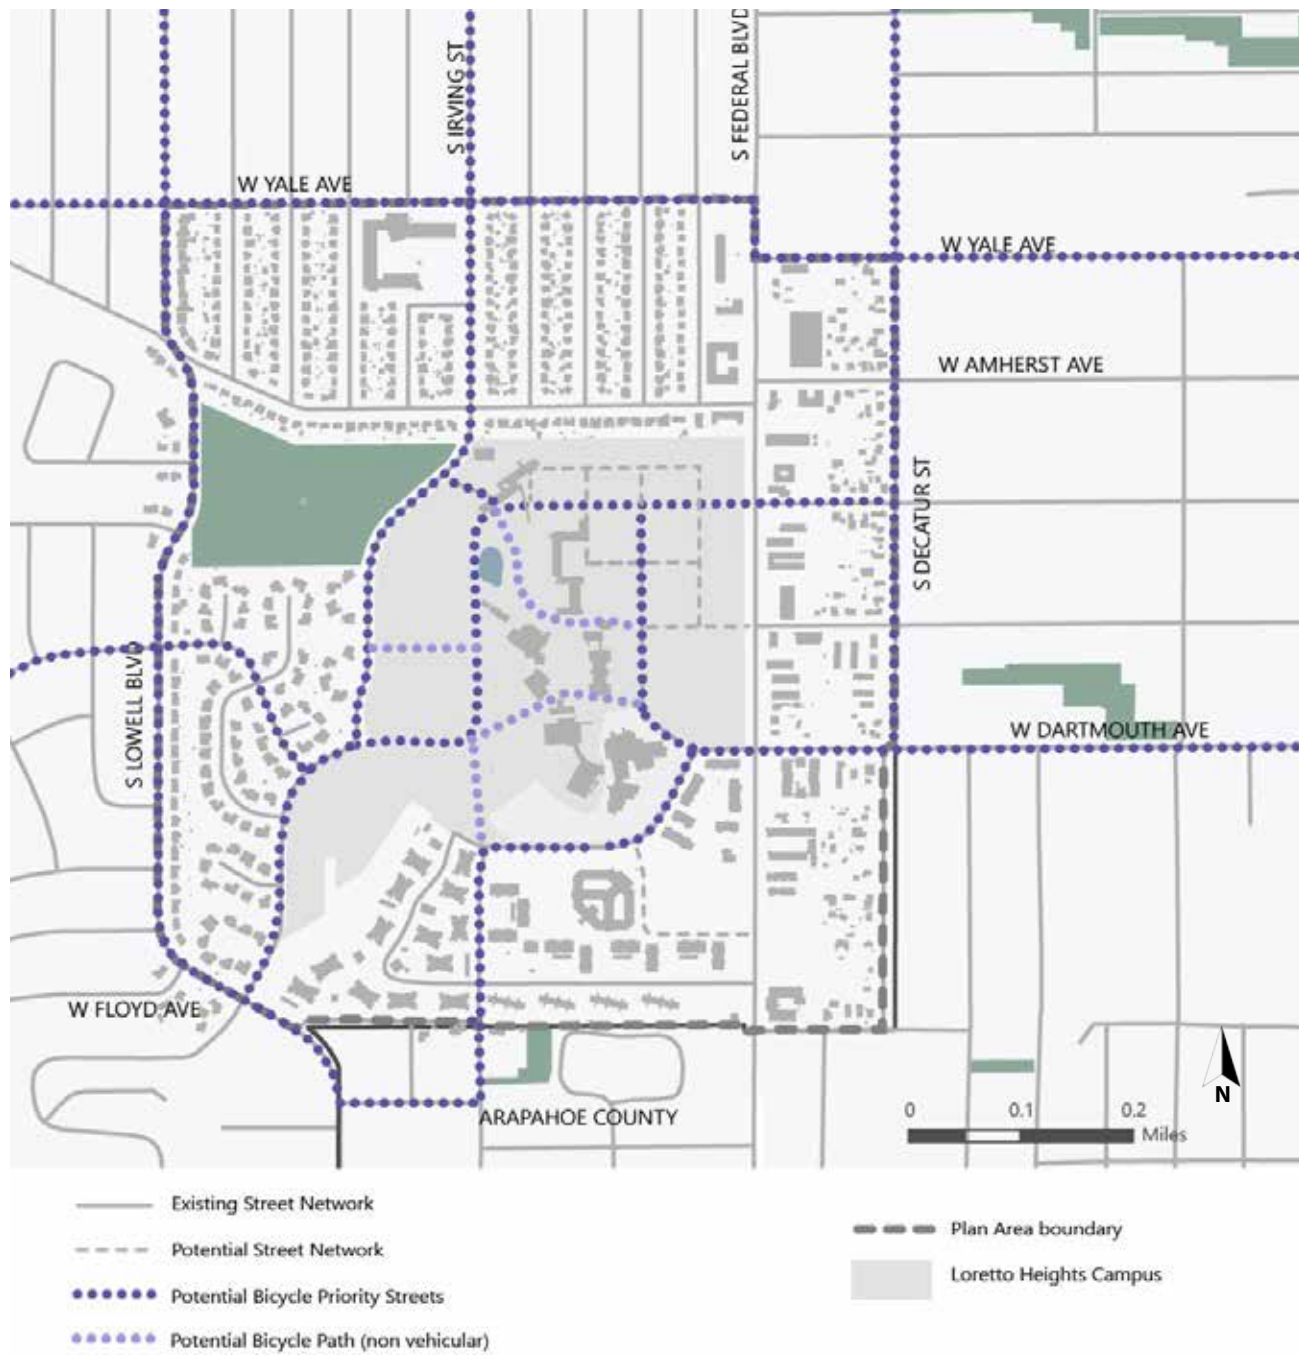 S IRVING ST
S FEDERAL BLVD
W YALE AVE
W YALE AVE
W AMHERST AVE
S DECATUR ST
S LOWELL BLVD
W DARTMOUTH AVE
W FLOYD AVE
N
0 0.1 0.2
Miles
ARAPAHOE COUNTY
Existing Street Network
Potential Street Network
Potential Bicycle Priority Streets
Potential Bicycle Path (non vehicular)
Plan Area boundary
Loretto Heights Campus